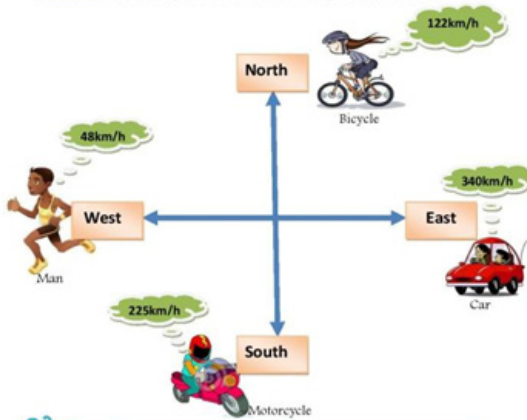 122km/h
North
Bicycle
48km/h
340km/h
West
East
Man
Car
225km/h
South
Motorcycle